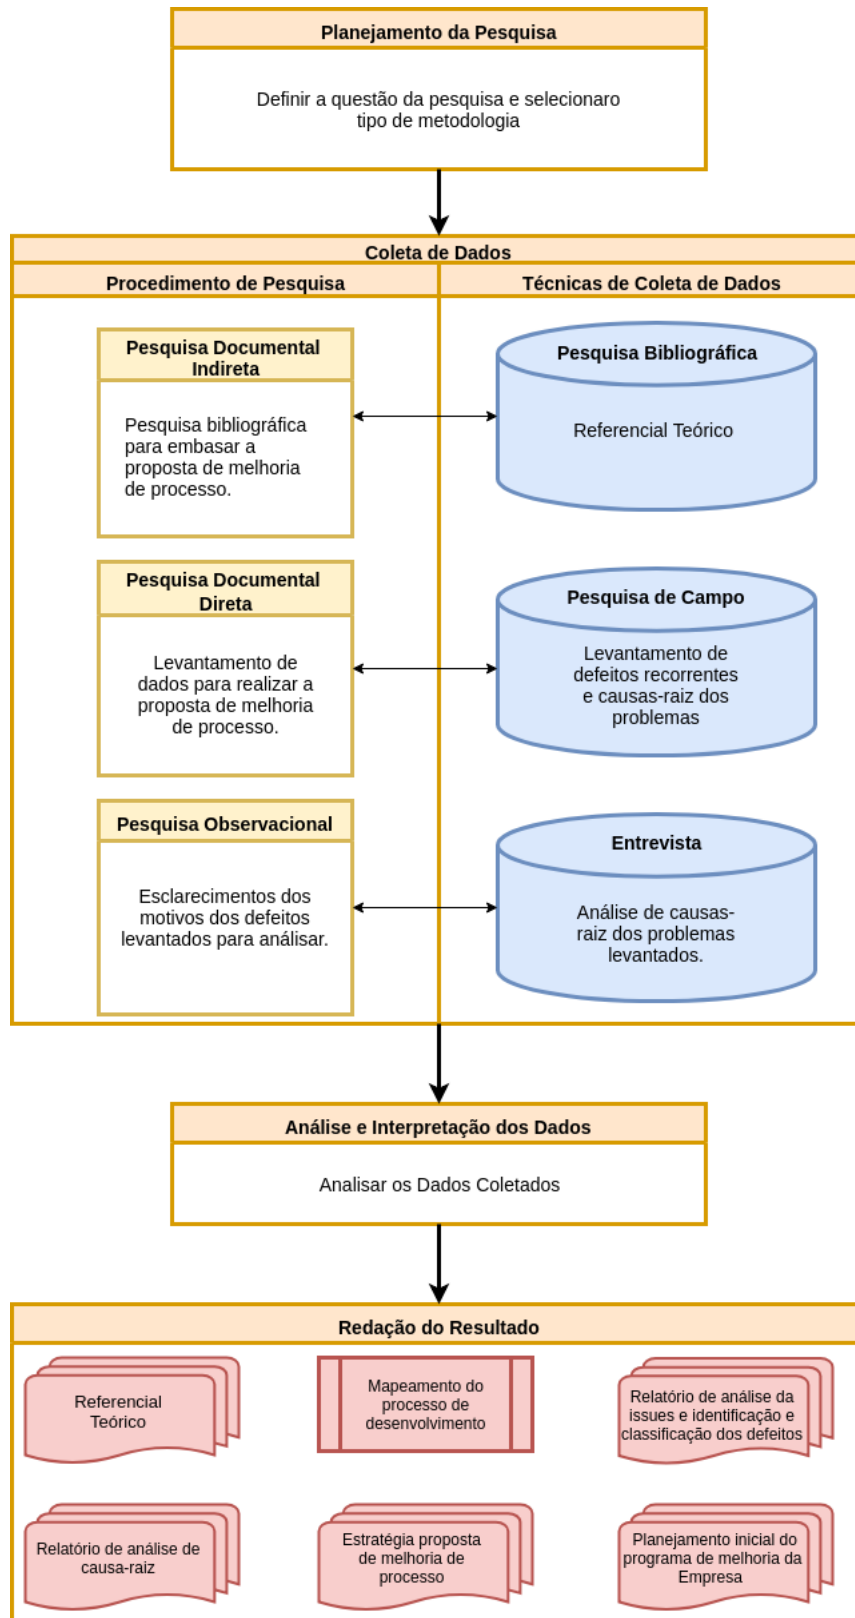 Planejamento da Pesquisa
Definir a questão da pesquisa e selecionaro
tipo de metodologia
Coleta de Dados
Procedimento de Pesquisa
Técnicas de Coleta de Dados
Pesquisa Documental
Indireta
Pesquisa bibliográfica
para embasar a
proposta de melhoria
de processo.
Pesquisa Bibliográfica
Referencial Teórico
Pesquisa Documental
Direta
Levantamento de
dados para realizar a
proposta de melhoria
de processo.
Pesquisa de Campo
Levantamento de
defeitos recorrentes
e causas-raiz dos
problemas
Pesquisa Observacional
Esclarecimentos dos
motivos dos defeitos
levantados para análisar.
Entrevista
Análise de causas-
raiz dos problemas
levantados.
Análise e Interpretação dos Dados
Analisar os Dados Coletados
Redação do Resultado
Referencial
Teórico
Mapeamento do
processo de
desenvolvimento
Relatório de análise da
issues e identificação e
classificação dos defeitos
Relatório de análise de
causa-raiz
Estratégia proposta
de melhoria de
processo
Planejamento inicial do
programa de melhoria da
Empresa